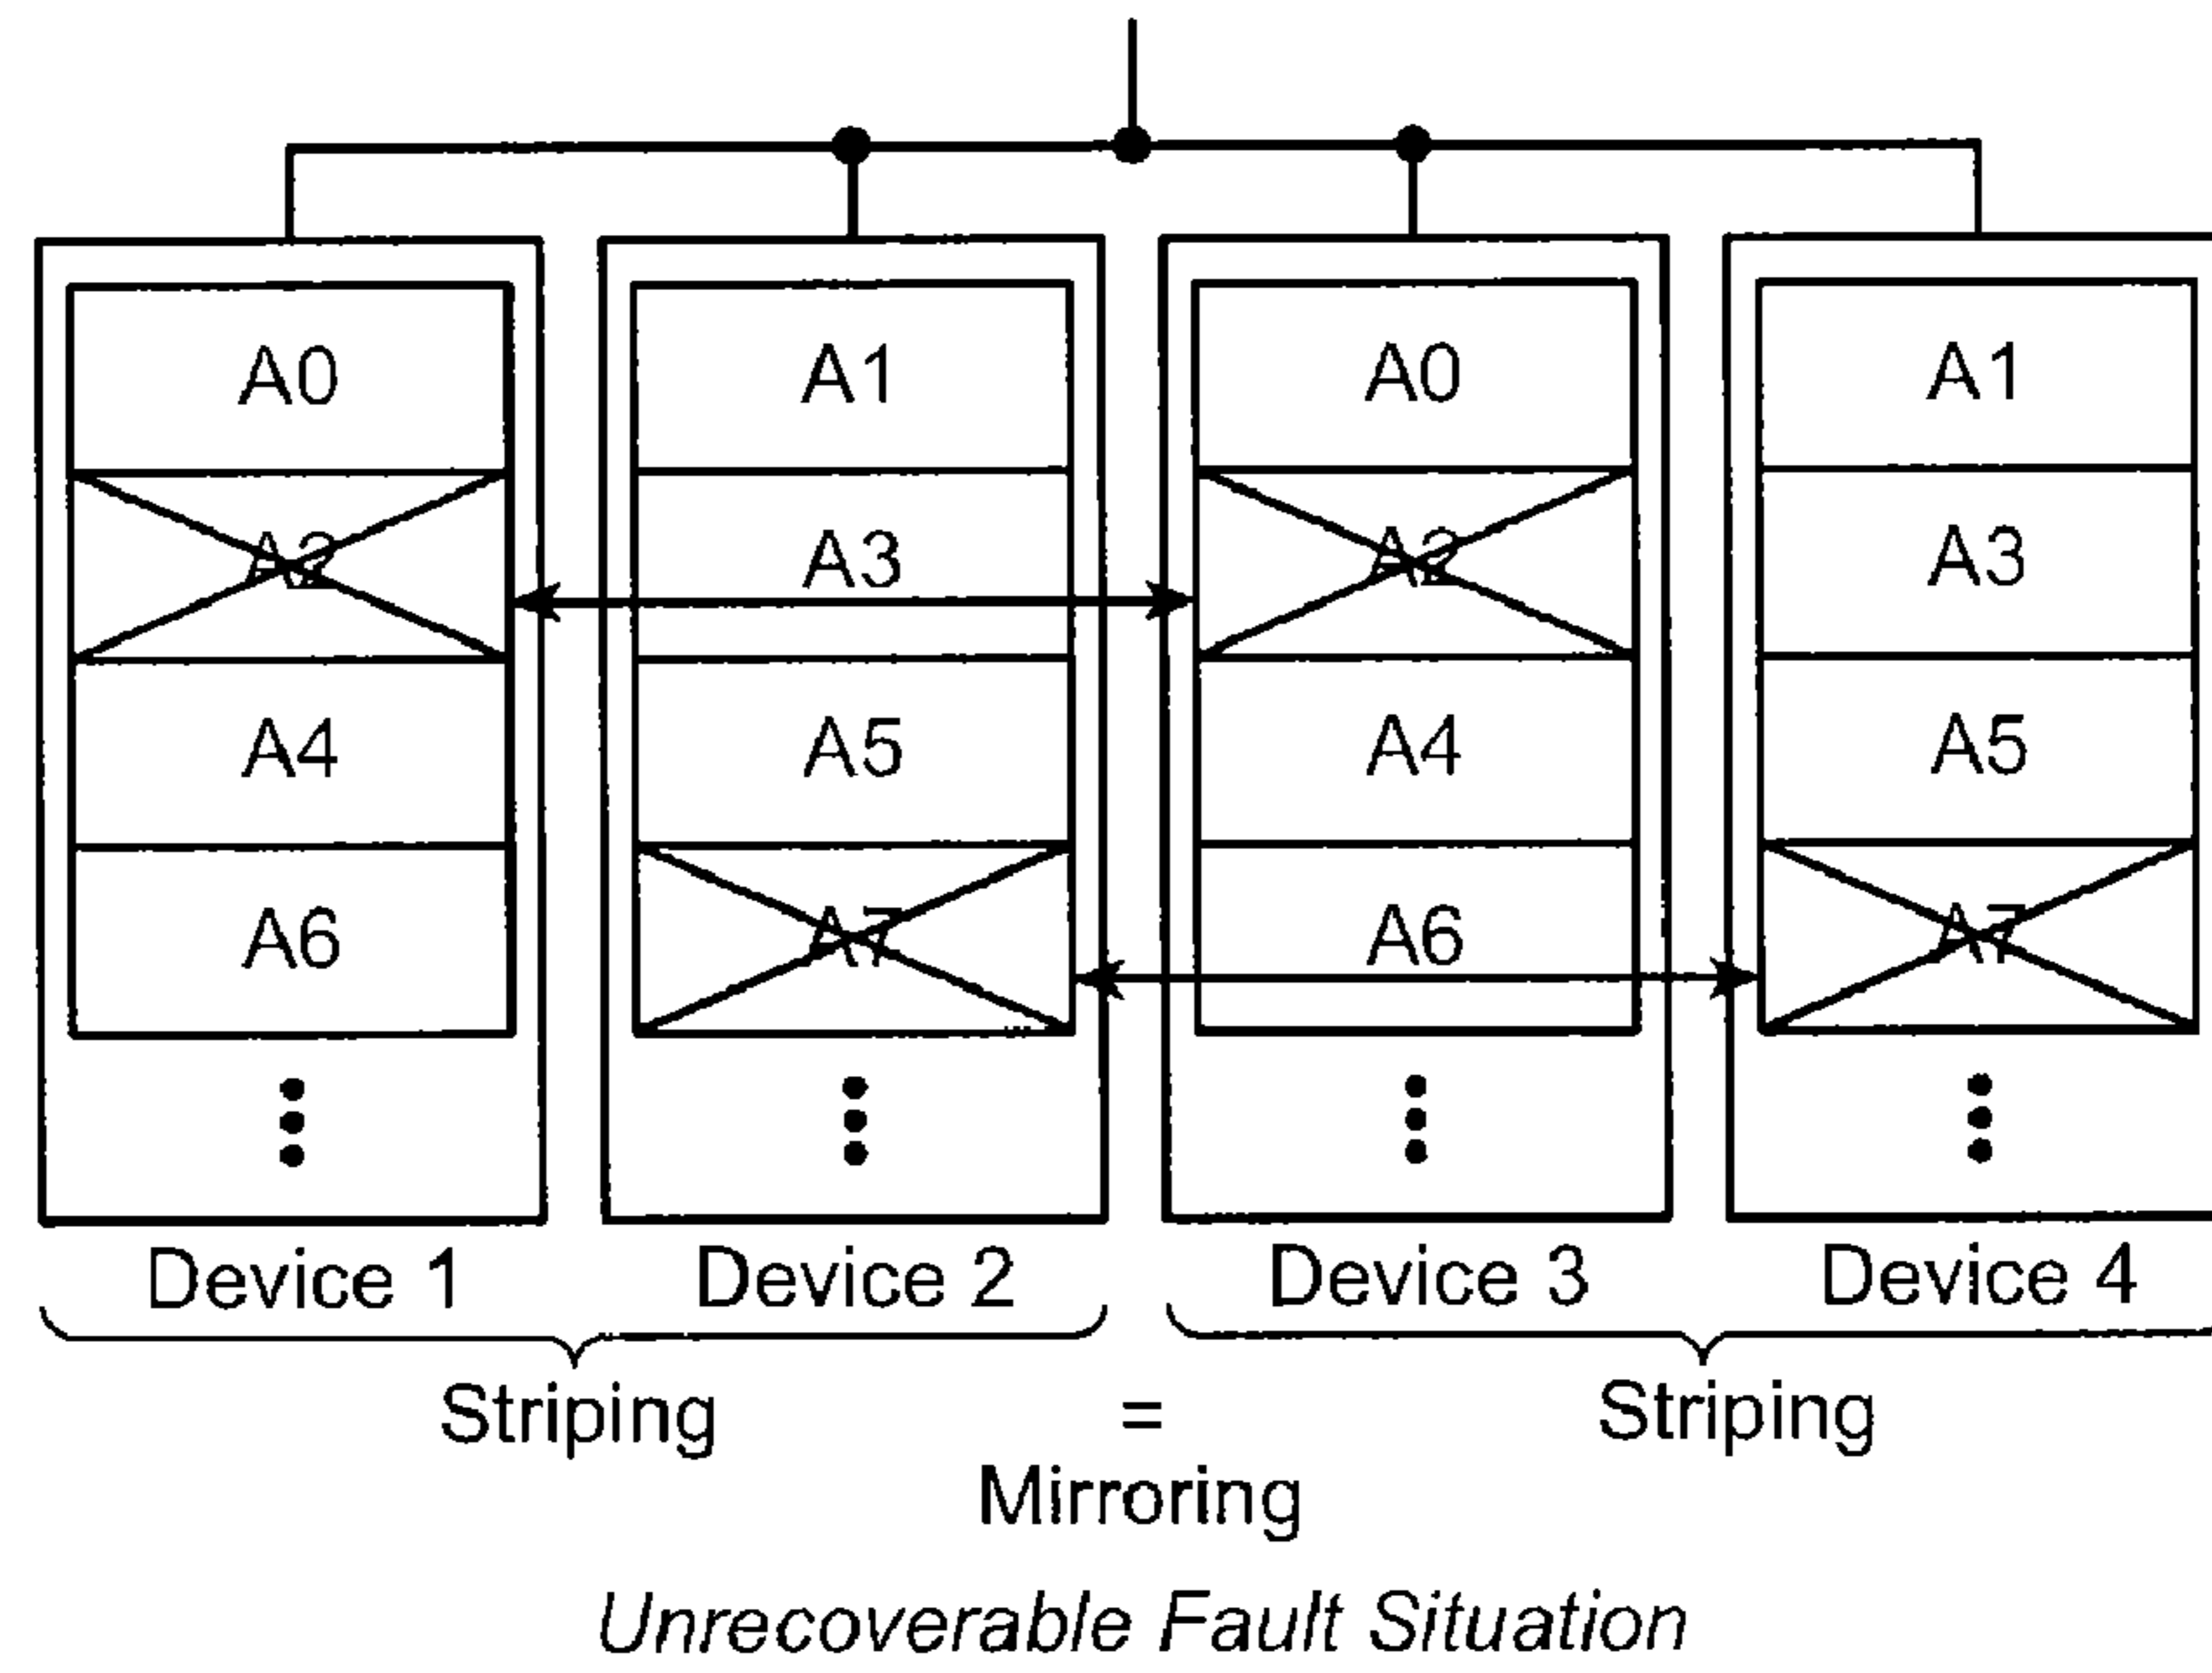 A0 A1 A0 A1
A2 A3 A2 A3
A4 A5 A4 A5
A6 A7 A6 A7
Device 1 Device 2 Device 3 Device 4
Striping = Striping
Mirroring
Unrecoverable Fault Situation